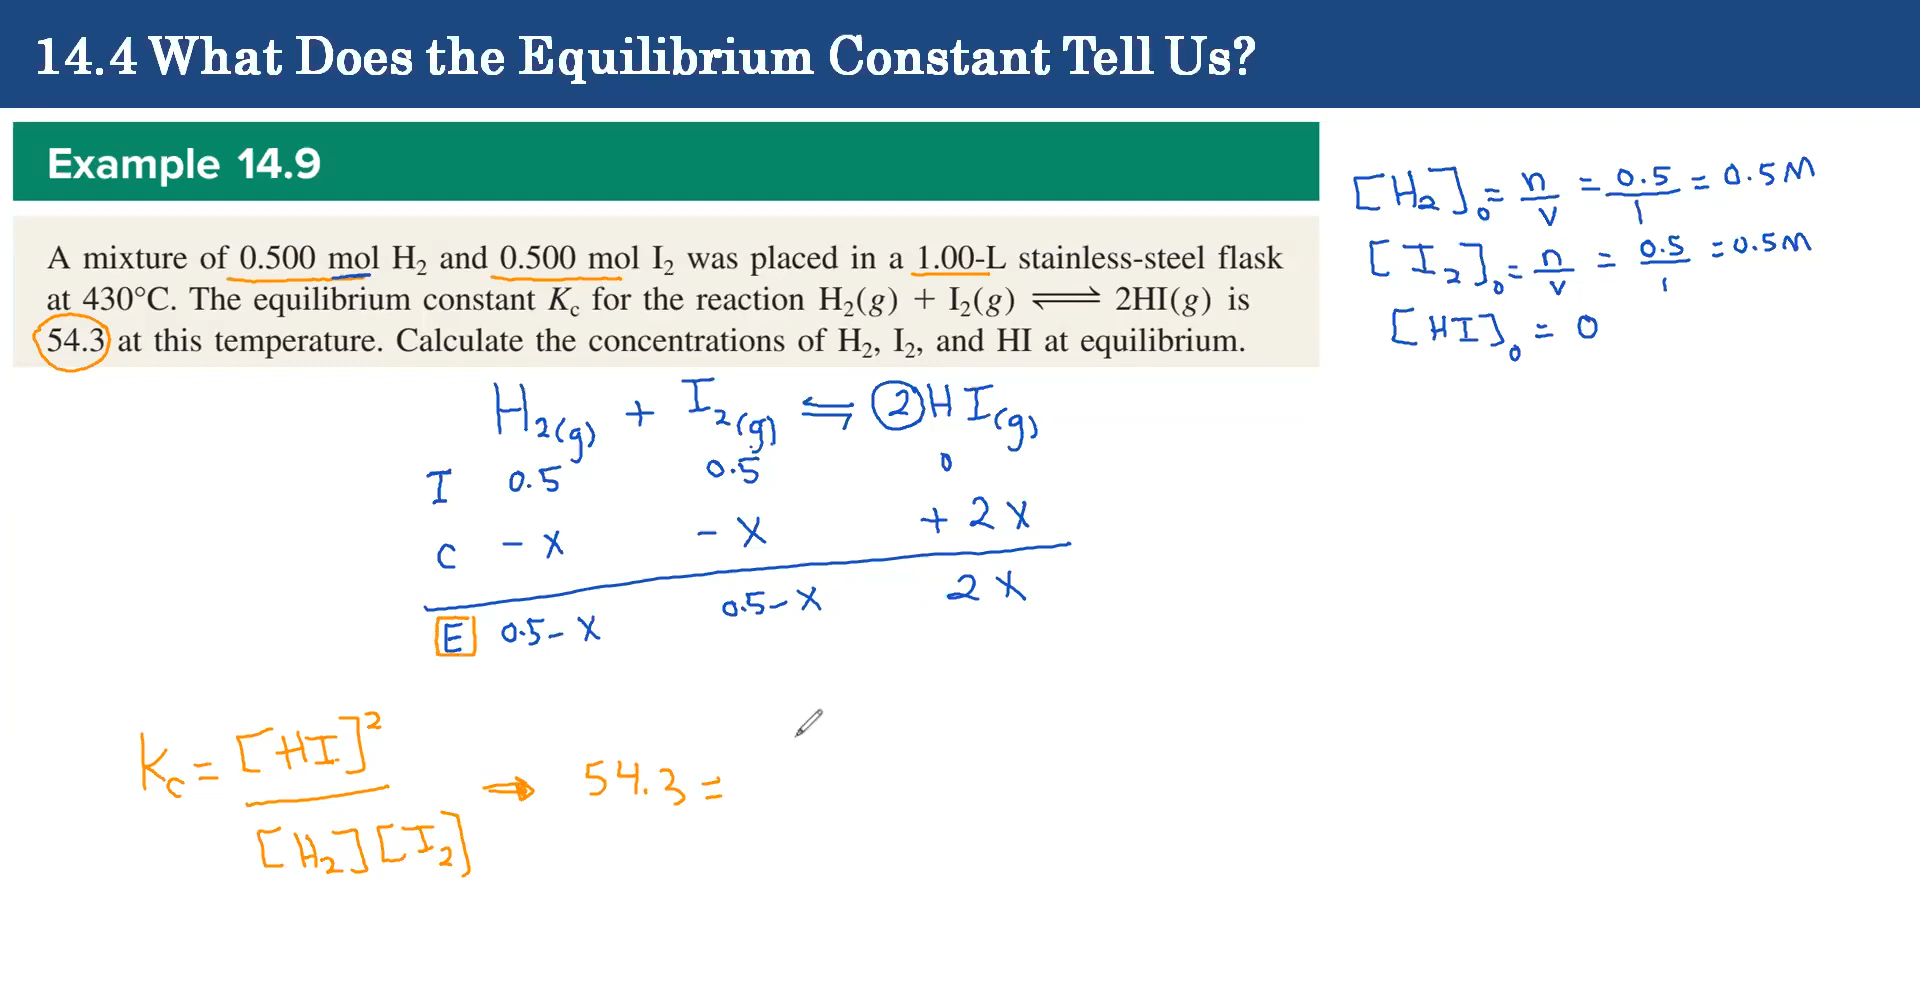 14.4 What Does the Equilibrium Constant Tell Us?
Example 14.9
A mixture of 0.500 mol H₂ and 0.500 mol I₂ was placed in a 1.00-L stainless-steel flask
at 430°C. The equilibrium constant Kc for the reaction H₂(g) + I₂(g) ⇌ 2HI(g) is
54.3 at this temperature. Calculate the concentrations of H₂, I₂, and HI at equilibrium.
[H₂]₀ = n/v = 0.5/1 = 0.5 M
[I₂]₀ = n/v = 0.5/1 = 0.5 M
[HI]₀ = 0
H₂(g) + I₂(g) ⇌ 2HI(g)
I 0.5 0.5 0
C - x - x + 2x
E 0.5 - x 0.5 - x 2x
Kc = [HI]²/[H₂][I₂] ⇒ 54.3 =